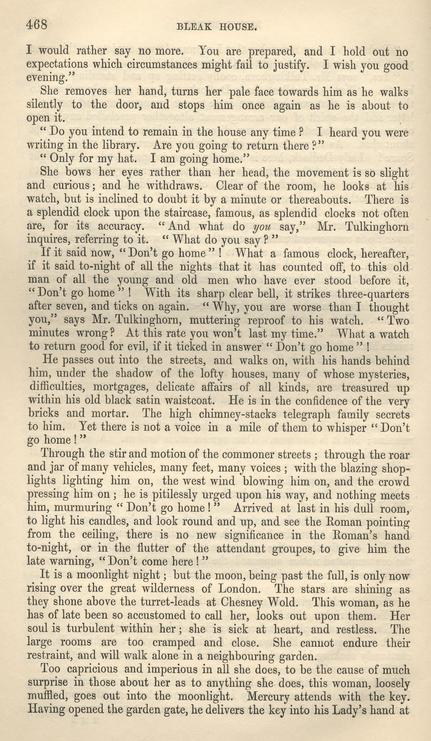 468 BLEAK HOUSE.
I would rather say no more. You are prepared, and I hold out no
expectations which circumstances might fail to justify. I wish you good
evening.”
She removes her hand, turns her pale face towards him as he walks
silently to the door, and stops him once again as he is about to
open it.
“Do you intend to remain in the house any time? I heard you were
writing in the library. Are you going to return there?”
“Only for my hat. I am going home.”
She bows her eyes rather than her head, the movement is so slight
and curious; and he withdraws. Clear of the room, he looks at his
watch, but is inclined to doubt it by a minute or thereabouts. There is
a splendid clock upon the staircase, famous, as splendid clocks not often
are, for its accuracy. “And what do you say,” Mr. Tulkinghorn
inquires, referring to it. “What do you say?”
If it said now, “Don't go home”! What a famous clock, hereafter,
if it said to-night of all the nights that it has counted off, to this old
man of all the young and old men who have ever stood before it,
“Don't go home”! With its sharp clear bell, it strikes three-quarters
after seven, and ticks on again. “Why, you are worse than I thought
you,” says Mr. Tulkinghorn, muttering reproof to his watch. “Two
minutes wrong? At this rate you won't last my time.” What a watch
to return good for evil, if it ticked in answer “Don't go home”!
He passes out into the streets, and walks on, with his hands behind
him, under the shadow of the lofty houses, many of whose mysteries,
difficulties, mortgages, delicate affairs of all kinds, are treasured up
within his old black satin waistcoat. He is in the confidence of the very
bricks and mortar. The high chimney-stacks telegraph family secrets
to him. Yet there is not a voice in a mile of them to whisper “Don't
go home!”
Through the stir and motion of the commoner streets; through the roar
and jar of many vehicles, many feet, many voices; with the blazing shop-
lights lighting him on, the west wind blowing him on, and the crowd
pressing him on; he is pitilessly urged upon his way, and nothing meets
him, murmuring “Don't go home!” Arrived at last in his dull room,
to light his candles, and look round and up, and see the Roman pointing
from the ceiling, there is no new significance in the Roman's hand
to-night, or in the flutter of the attendant groupes, to give him the
late warning, “Don't come here!”
It is a moonlight night; but the moon, being past the full, is only now
rising over the great wilderness of London. The stars are shining as
they shone above the turret-leads at Chesney Wold. This woman, as he
has of late been so accustomed to call her, looks out upon them. Her
soul is turbulent within her; she is sick at heart, and restless. The
large rooms are too cramped and close. She cannot endure their
restraint, and will walk alone in a neighbouring garden.
Too capricious and imperious in all she does, to be the cause of much
surprise in those about her as to anything she does, this woman, loosely
muffled, goes out into the moonlight. Mercury attends with the key.
Having opened the garden gate, he delivers the key into his Lady's hand at